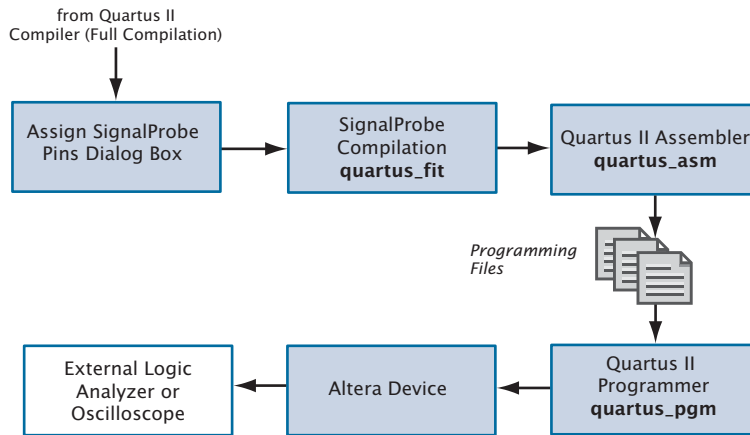 from Quartus II
Compiler (Full Compilation)
Assign SignalProbe
Pins Dialog Box
SignalProbe
Compilation
quartus_fit
Quartus II Assembler
quartus_asm
Programming
Files
External Logic
Analyzer or
Oscilloscope
Altera Device
Quartus II
Programmer
quartus_pgm